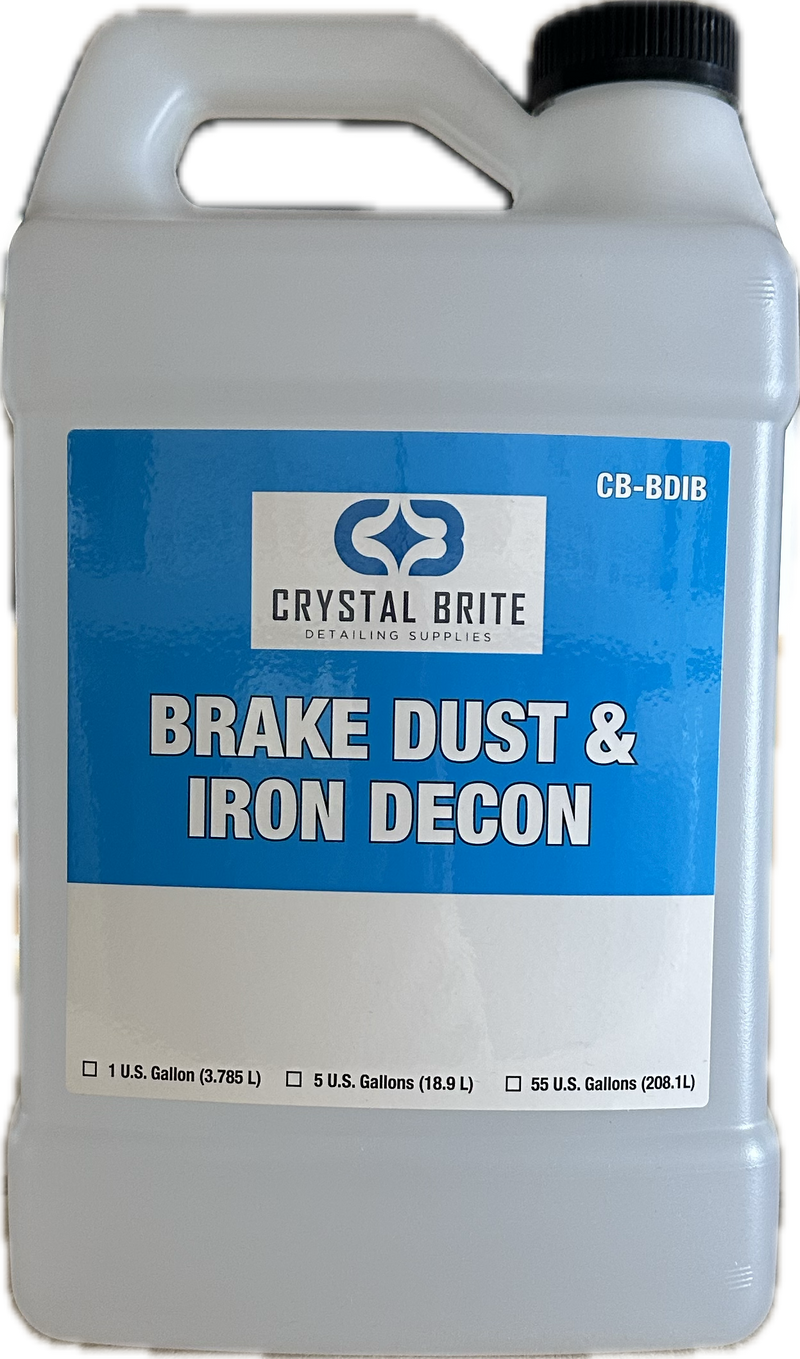 CB-BDIB
CB
CRYSTAL BRITE
DETAILING SUPPLIES
BRAKE DUST &
IRON DECON
☐ 1 U.S. Gallon (3.785 L) ☐ 5 U.S. Gallons (18.9 L) ☐ 55 U.S. Gallons (208.1L)